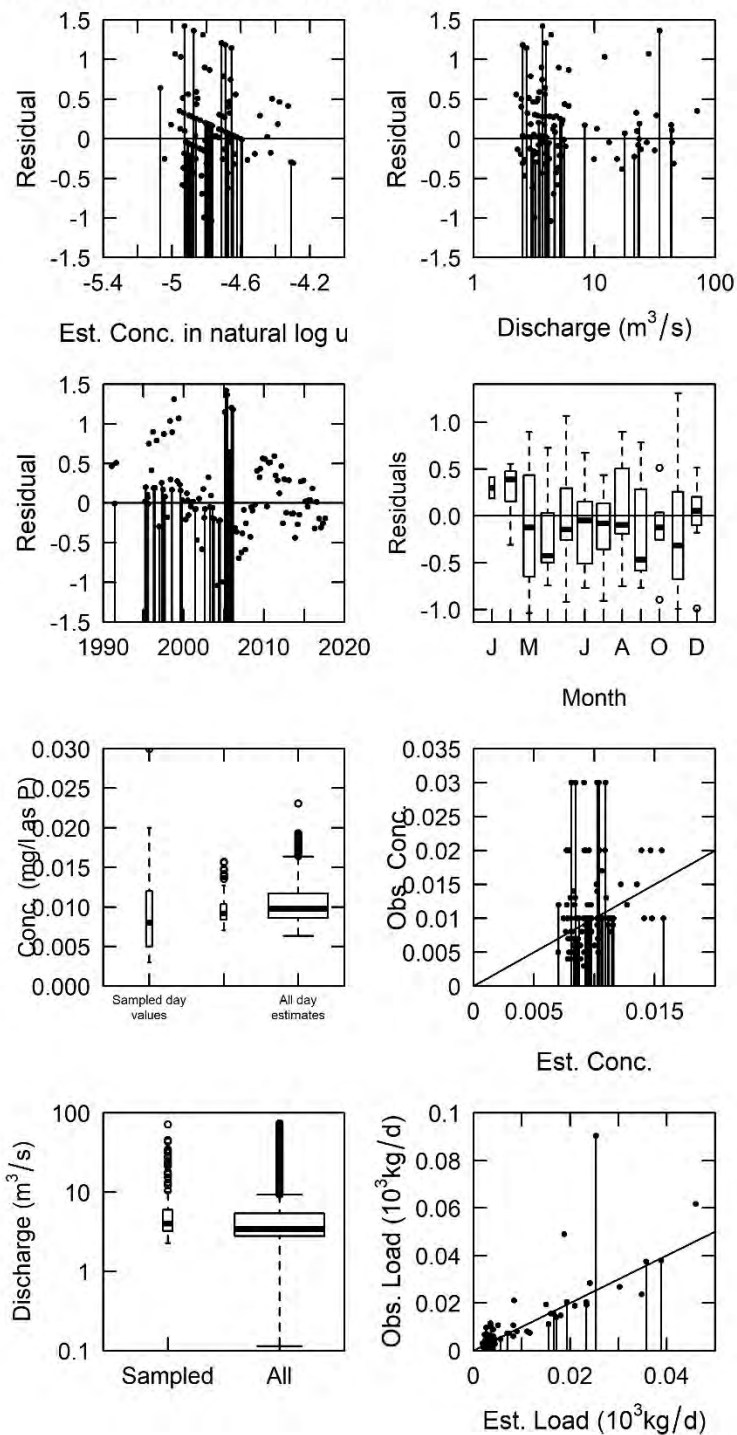 1.5
1
0.5
0
-0.5
-1
-1.5
Residual
-5.4 -5 -4.6 -4.2
Est. Conc. in natural log u
1.5
1
0.5
0
-0.5
-1
-1.5
Residual
1 10 100
Discharge (m³/s)
1.5
1
0.5
0
-0.5
-1
-1.5
Residual
1990 2000 2010 2020
1.0
0.5
0.0
-0.5
-1.0
Residuals
J M J A O D
Month
0.030
0.025
0.020
0.015
0.010
0.005
0.000
Conc. (mg/l as P)
Sampled day
values
All day
estimates
0.035
0.03
0.025
0.02
0.015
0.01
0.005
0
Obs. Conc.
0 0.005 0.015
Est. Conc.
100
10
1
0.1
Discharge (m³/s)
Sampled All
0.1
0.08
0.06
0.04
0.02
0
Obs. Load (10³kg/d)
0 0.02 0.04
Est. Load (10³kg/d)